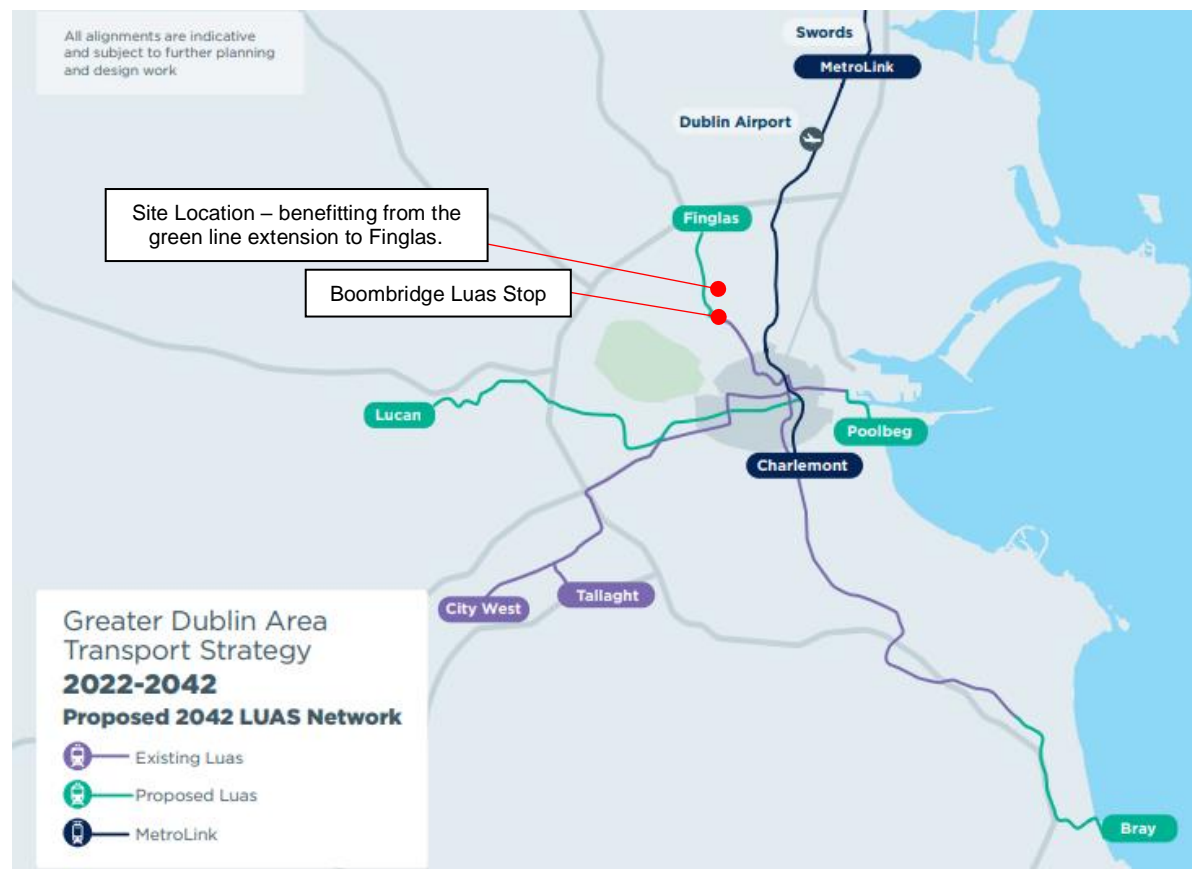 All alignments are indicative
and subject to further planning
and design work
Swords
MetroLink
Dublin Airport
Site Location – benefitting from the
green line extension to Finglas.
Finglas
Boombridge Luas Stop
Lucan
Poolbeg
Charlemont
City West
Tallaght
Greater Dublin Area
Transport Strategy
2022-2042
Proposed 2042 LUAS Network
Existing Luas
Proposed Luas
MetroLink
Bray